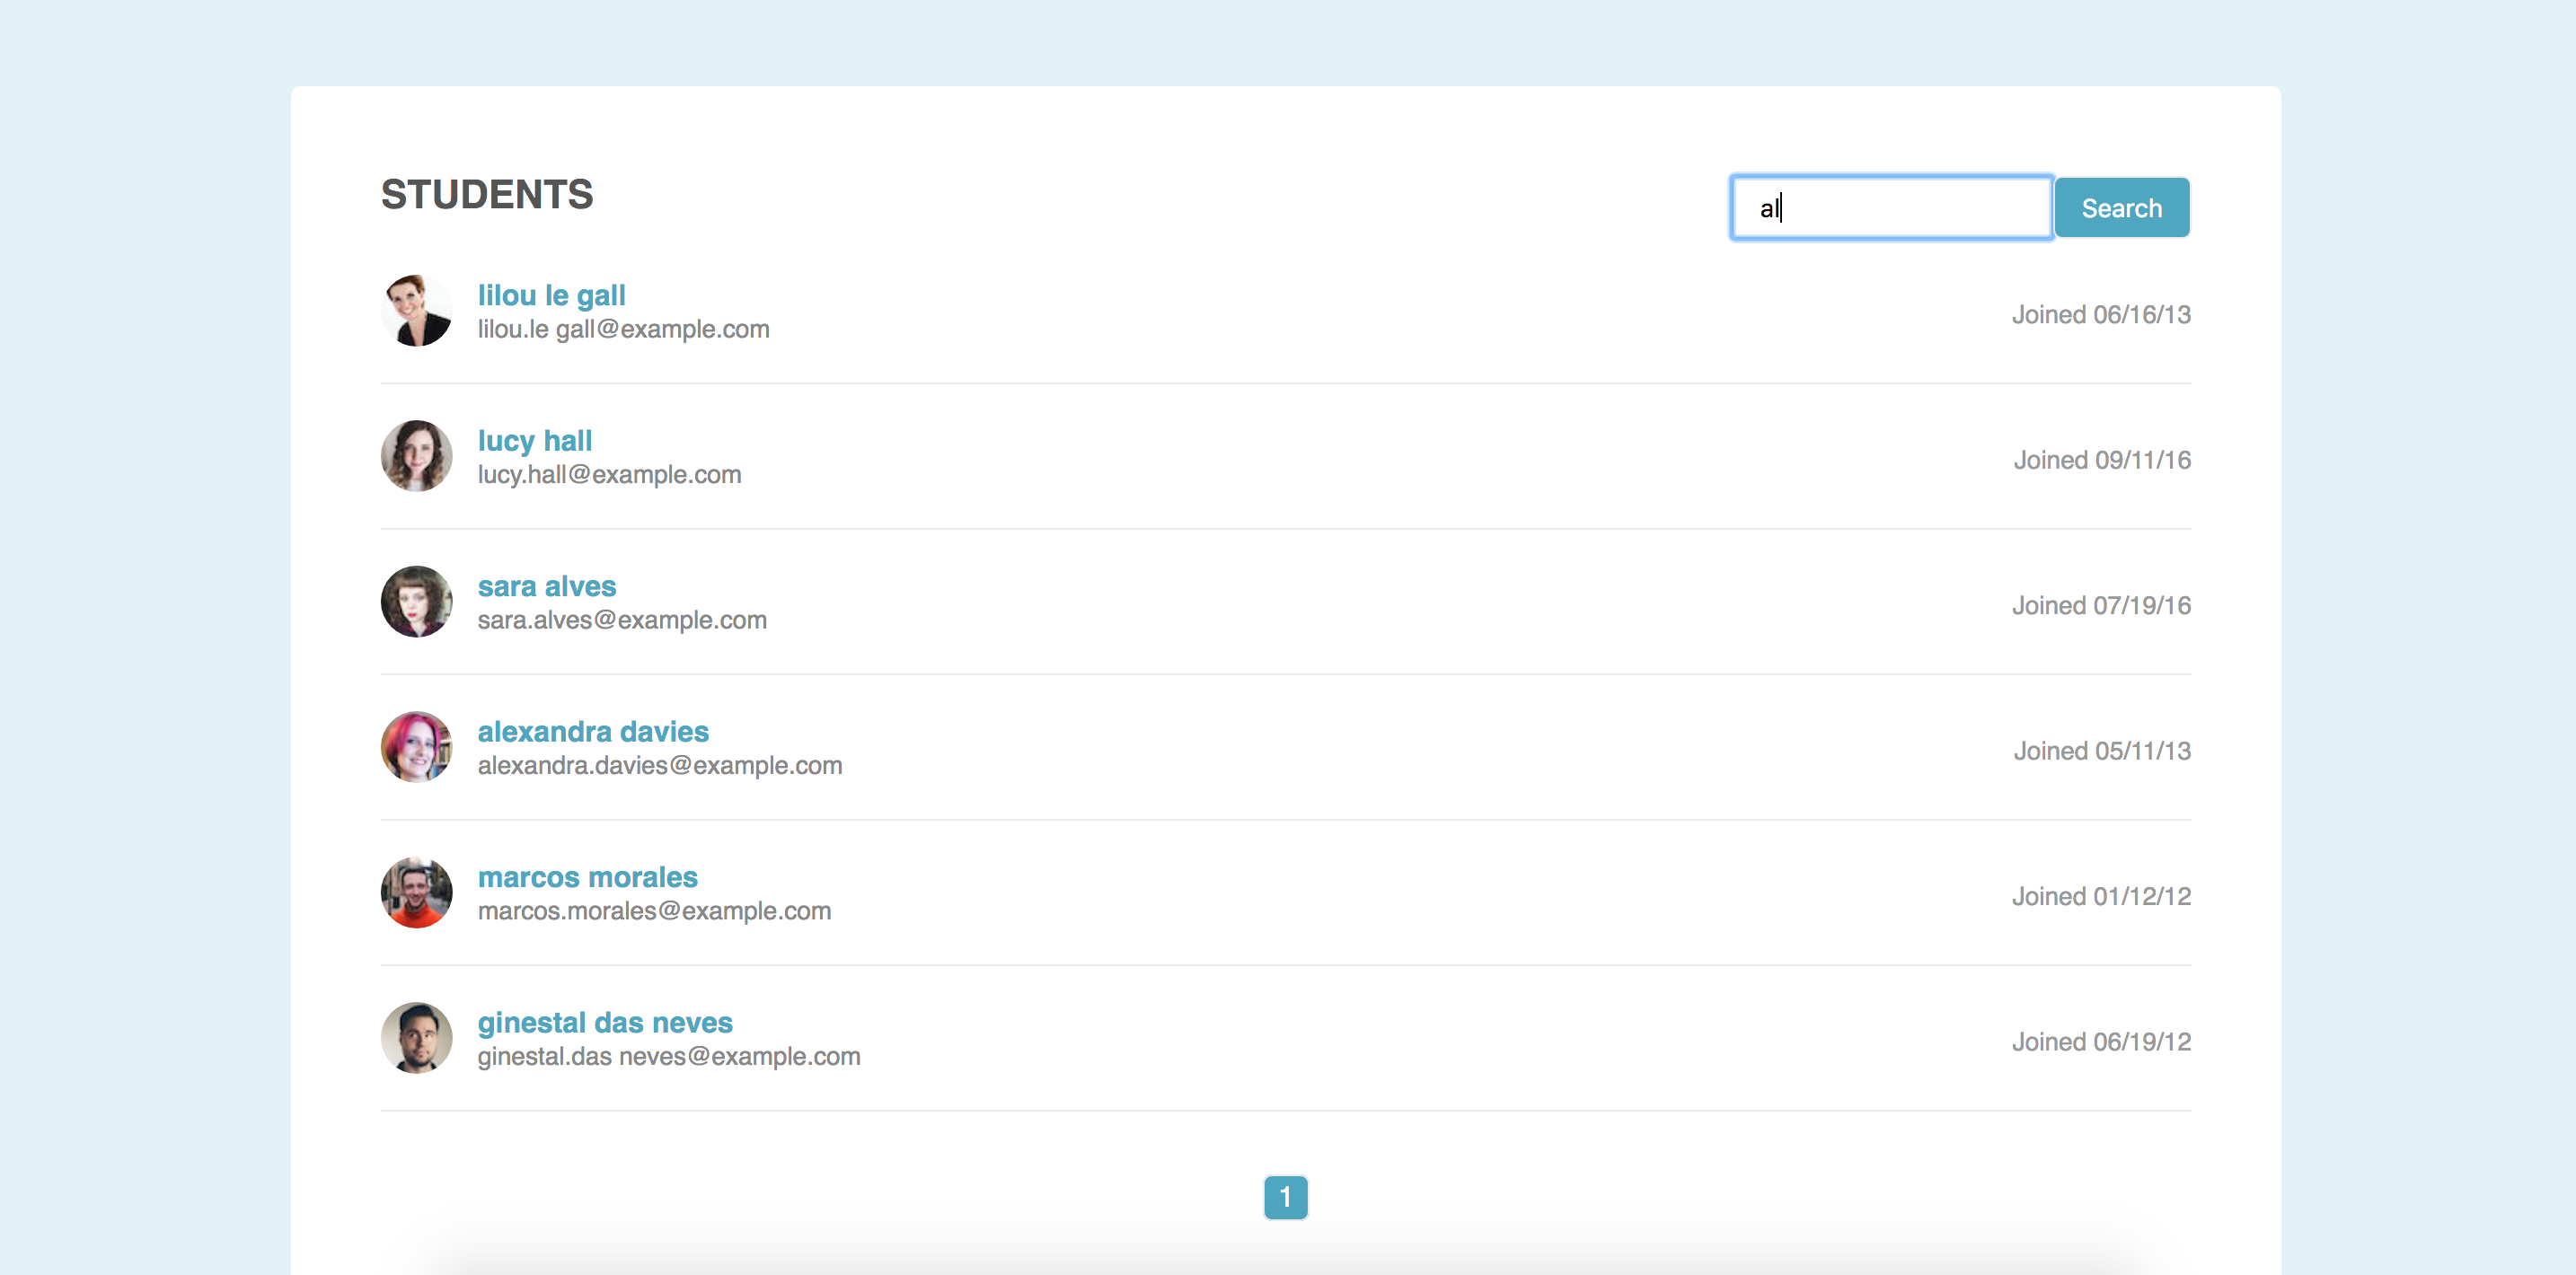 STUDENTS
al
Search
lilou le gall
lilou.le gall@example.com
Joined 06/16/13
lucy hall
lucy.hall@example.com
Joined 09/11/16
sara alves
sara.alves@example.com
Joined 07/19/16
alexandra davies
alexandra.davies@example.com
Joined 05/11/13
marcos morales
marcos.morales@example.com
Joined 01/12/12
ginestal das neves
ginestal.das neves@example.com
Joined 06/19/12
1